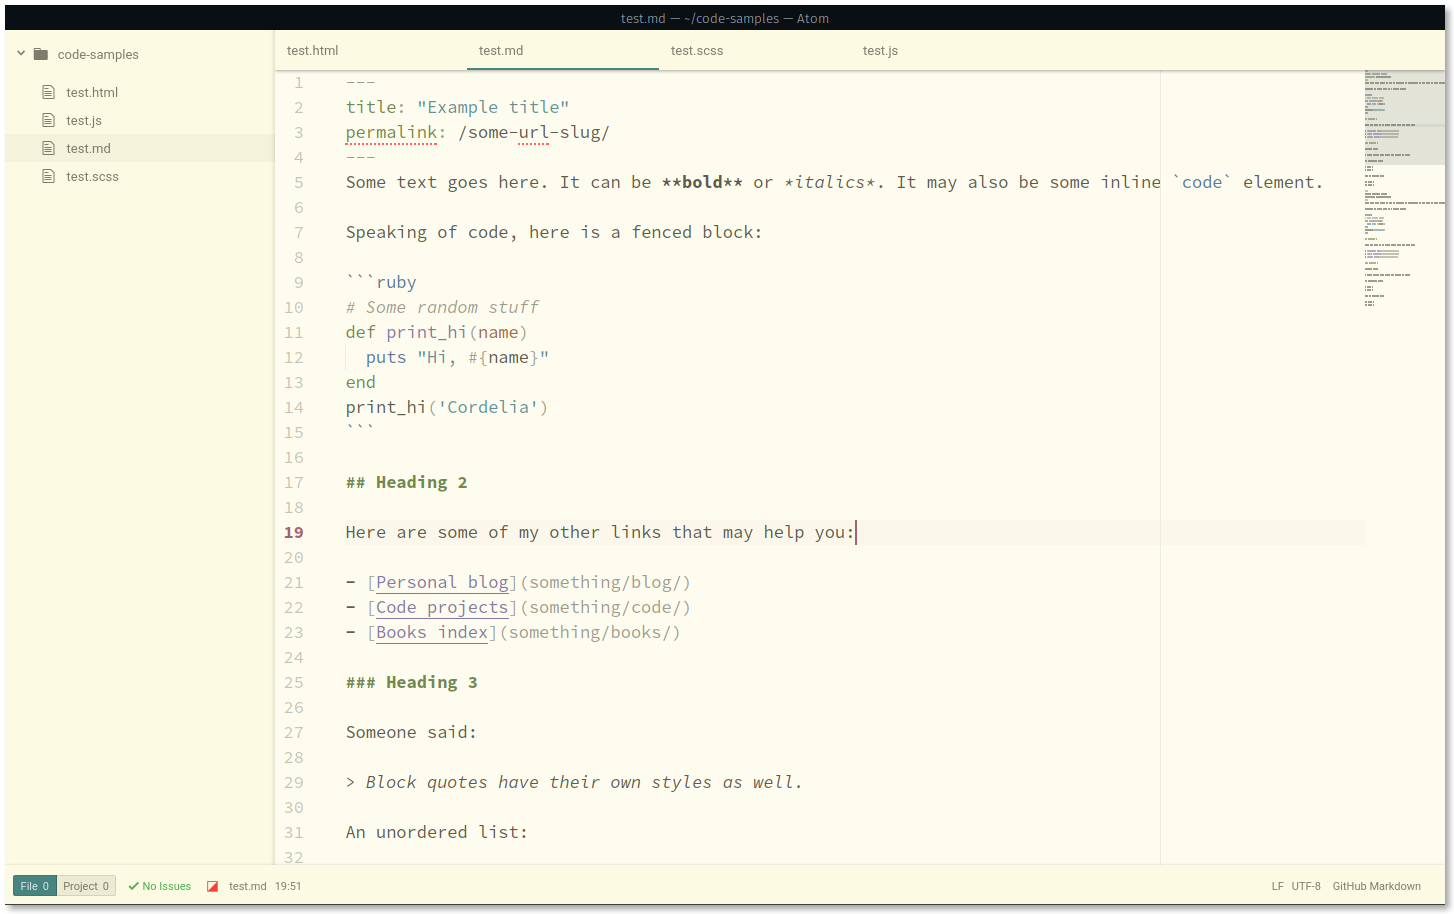 test.md — ~/code-samples — Atom
code-samples
test.html
test.js
test.md
test.scss
test.html test.md test.scss test.js
1 ---
2 title: "Example title"
3 permalink: /some-url-slug/
4 ---
5 Some text goes here. It can be **bold** or *italics*. It may also be some inline `code` element.
6
7 Speaking of code, here is a fenced block:
8
9 ```ruby
10 # Some random stuff
11 def print_hi(name)
12   puts "Hi, #{name}"
13 end
14 print_hi('Cordelia')
15 ```
16
17 ## Heading 2
18
19 Here are some of my other links that may help you:
20
21 - [Personal blog](something/blog/)
22 - [Code projects](something/code/)
23 - [Books index](something/books/)
24
25 ### Heading 3
26
27 Someone said:
28
29 > Block quotes have their own styles as well.
30
31 An unordered list:
32
File 0 Project 0 No Issues test.md 19:51 LF UTF-8 GitHub Markdown